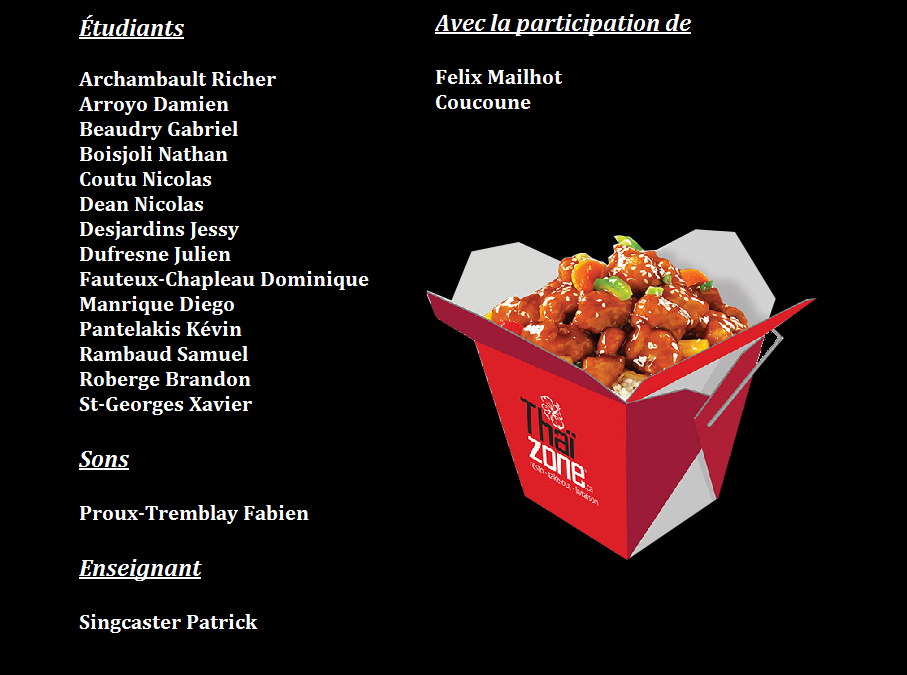 Étudiants
Archambault Richer
Arroyo Damien
Beaudry Gabriel
Boisjoli Nathan
Coutu Nicolas
Dean Nicolas
Desjardins Jessy
Dufresne Julien
Fauteux-Chapleau Dominique
Manrique Diego
Pantelakis Kévin
Rambaud Samuel
Roberge Brandon
St-Georges Xavier
Sons
Proux-Tremblay Fabien
Enseignant
Singcaster Patrick
Avec la participation de
Felix Mailhot
Coucoune
Thaï
zone